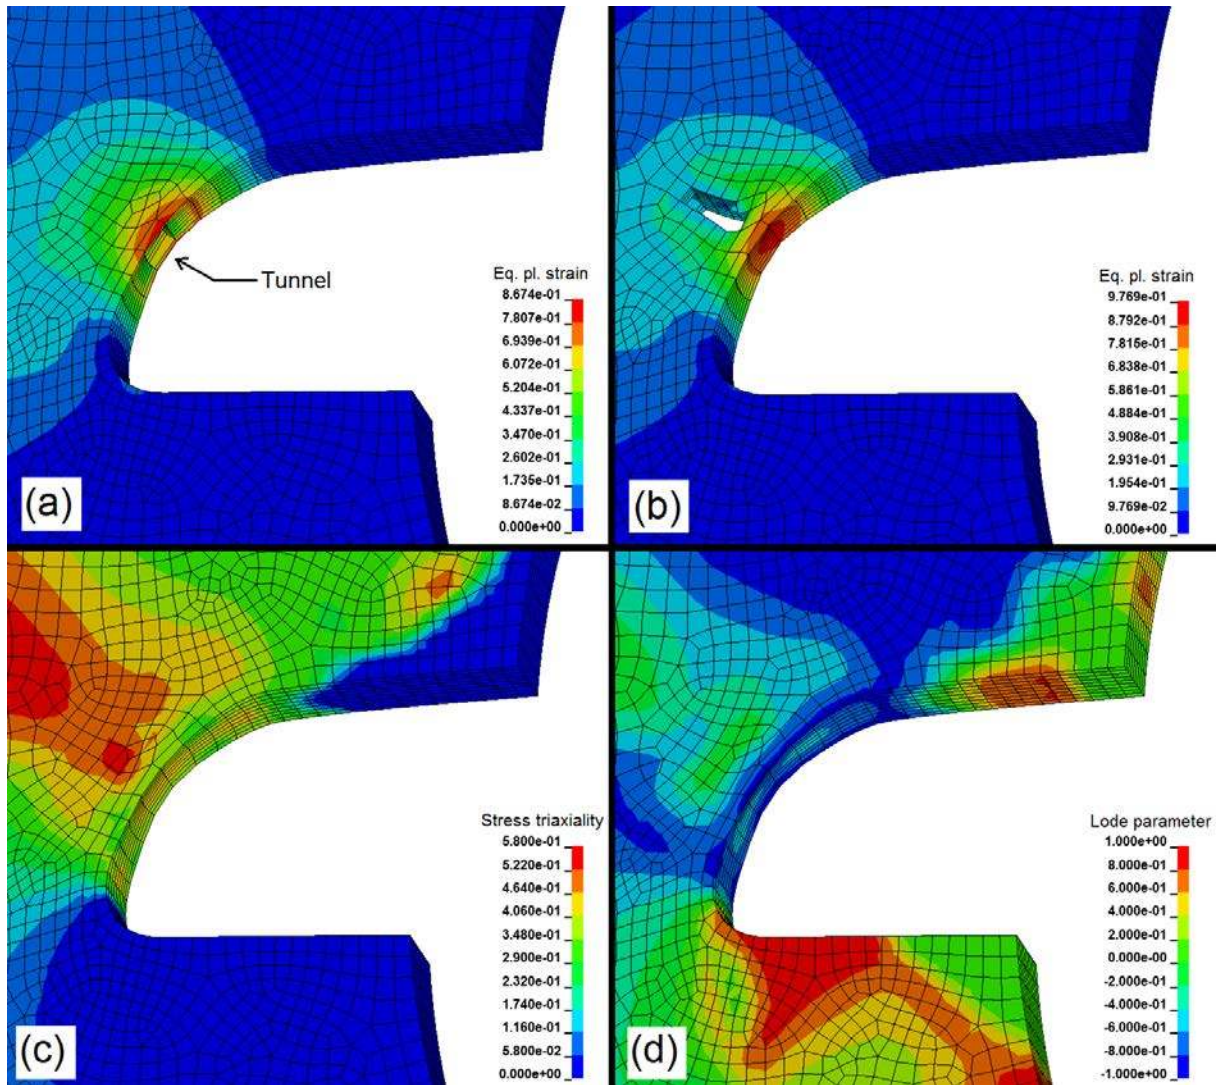 Tunnel
Eq. pl. strain
8.674e-01
7.807e-01
6.939e-01
6.072e-01
5.204e-01
4.337e-01
3.470e-01
2.602e-01
1.735e-01
8.674e-02
0.000e+00
(a)
Eq. pl. strain
9.769e-01
8.792e-01
7.815e-01
6.838e-01
5.861e-01
4.884e-01
3.908e-01
2.931e-01
1.954e-01
9.769e-02
0.000e+00
(b)
Stress triaxiality
5.800e-01
5.220e-01
4.640e-01
4.060e-01
3.480e-01
2.900e-01
2.320e-01
1.740e-01
1.160e-01
5.800e-02
0.000e+00
(c)
Lode parameter
1.000e+00
8.000e-01
6.000e-01
4.000e-01
2.000e-01
0.000e-00
-2.000e-01
-4.000e-01
-6.000e-01
-8.000e-01
-1.000e+00
(d)